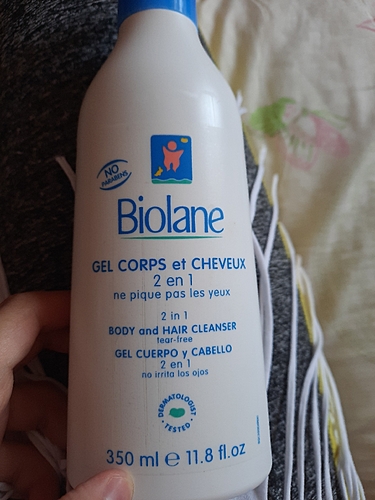 NO
PARABENS
Biolane
GEL CORPS et CHEVEUX
2 en 1
ne pique pas les yeux
2 in 1
BODY and HAIR CLEANSER
tear-free
GEL CUERPO y CABELLO
2 en 1
no irrita los ojos
DERMATOLOGIST
• TESTED •
350 ml ℮ 11.8 fl.oz